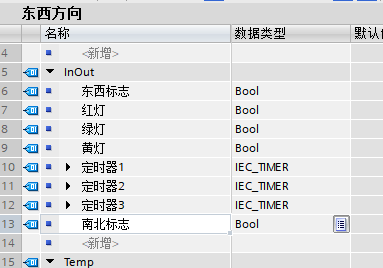 东西方向
名称 数据类型 默认
4 <新增>
5 InOut
6 东西标志 Bool
7 红灯 Bool
8 绿灯 Bool
9 黄灯 Bool
10 定时器1 IEC_TIMER
11 定时器2 IEC_TIMER
12 定时器3 IEC_TIMER
13 南北标志 Bool
14 <新增>
15 Temp